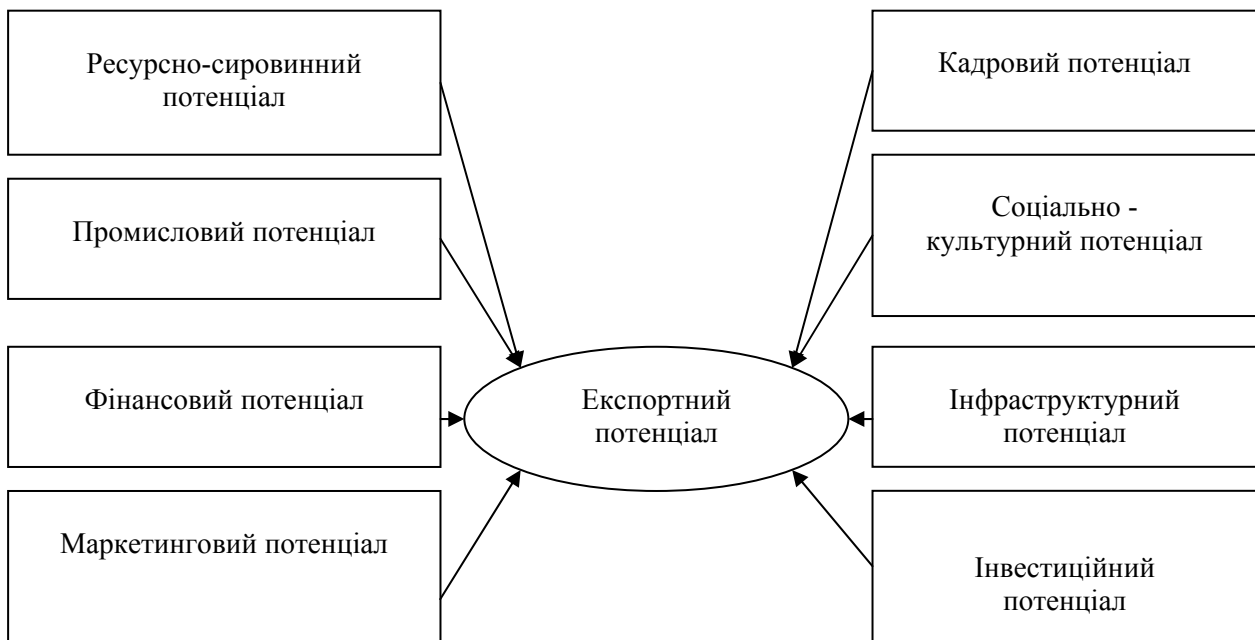 Ресурсно-сировинний
потенціал
Промисловий потенціал
Фінансовий потенціал
Маркетинговий потенціал
Експортний
потенціал
Кадровий потенціал
Соціально -
культурний потенціал
Інфраструктурний
потенціал
Інвестиційний
потенціал